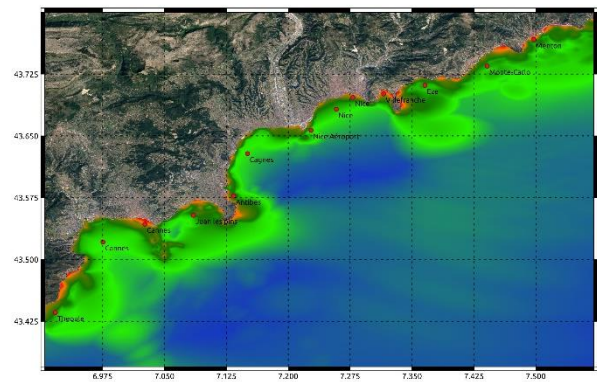 Menton
43.725
Monte-Carlo
Eze
Villefranche
Nice
Nice
43.650
Nice Aéroport
Cagnes
43.575
Antibes
Juan les pins
Cannes
Cannes
43.500
43.425
Theoule
6.975
7.050
7.125
7.200
7.275
7.350
7.425
7.500